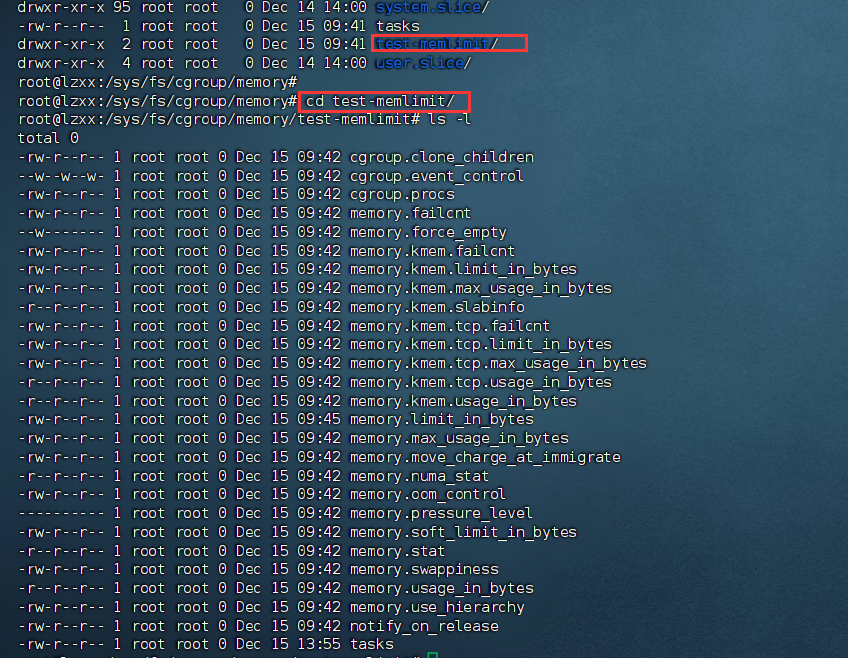 drwxr-xr-x 95 root root   0 Dec 14 14:00 system.slice/
-rw-r--r--  1 root root   0 Dec 15 09:41 tasks
drwxr-xr-x  2 root root   0 Dec 15 09:41 test-memlimit/
drwxr-xr-x  4 root root   0 Dec 14 14:00 user.slice/
root@lzxx:/sys/fs/cgroup/memory#
root@lzxx:/sys/fs/cgroup/memory# cd test-memlimit/
root@lzxx:/sys/fs/cgroup/memory/test-memlimit# ls -l
total 0
-rw-r--r-- 1 root root 0 Dec 15 09:42 cgroup.clone_children
--w--w--w- 1 root root 0 Dec 15 09:42 cgroup.event_control
-rw-r--r-- 1 root root 0 Dec 15 09:42 cgroup.procs
-rw-r--r-- 1 root root 0 Dec 15 09:42 memory.failcnt
--w------- 1 root root 0 Dec 15 09:42 memory.force_empty
-rw-r--r-- 1 root root 0 Dec 15 09:42 memory.kmem.failcnt
-rw-r--r-- 1 root root 0 Dec 15 09:42 memory.kmem.limit_in_bytes
-rw-r--r-- 1 root root 0 Dec 15 09:42 memory.kmem.max_usage_in_bytes
-r--r--r-- 1 root root 0 Dec 15 09:42 memory.kmem.slabinfo
-rw-r--r-- 1 root root 0 Dec 15 09:42 memory.kmem.tcp.failcnt
-rw-r--r-- 1 root root 0 Dec 15 09:42 memory.kmem.tcp.limit_in_bytes
-rw-r--r-- 1 root root 0 Dec 15 09:42 memory.kmem.tcp.max_usage_in_bytes
-r--r--r-- 1 root root 0 Dec 15 09:42 memory.kmem.tcp.usage_in_bytes
-r--r--r-- 1 root root 0 Dec 15 09:42 memory.kmem.usage_in_bytes
-rw-r--r-- 1 root root 0 Dec 15 09:45 memory.limit_in_bytes
-rw-r--r-- 1 root root 0 Dec 15 09:42 memory.max_usage_in_bytes
-rw-r--r-- 1 root root 0 Dec 15 09:42 memory.move_charge_at_immigrate
-r--r--r-- 1 root root 0 Dec 15 09:42 memory.numa_stat
-rw-r--r-- 1 root root 0 Dec 15 09:42 memory.oom_control
---------- 1 root root 0 Dec 15 09:42 memory.pressure_level
-rw-r--r-- 1 root root 0 Dec 15 09:42 memory.soft_limit_in_bytes
-r--r--r-- 1 root root 0 Dec 15 09:42 memory.stat
-rw-r--r-- 1 root root 0 Dec 15 09:42 memory.swappiness
-r--r--r-- 1 root root 0 Dec 15 09:42 memory.usage_in_bytes
-rw-r--r-- 1 root root 0 Dec 15 09:42 memory.use_hierarchy
-rw-r--r-- 1 root root 0 Dec 15 09:42 notify_on_release
-rw-r--r-- 1 root root 0 Dec 15 13:55 tasks